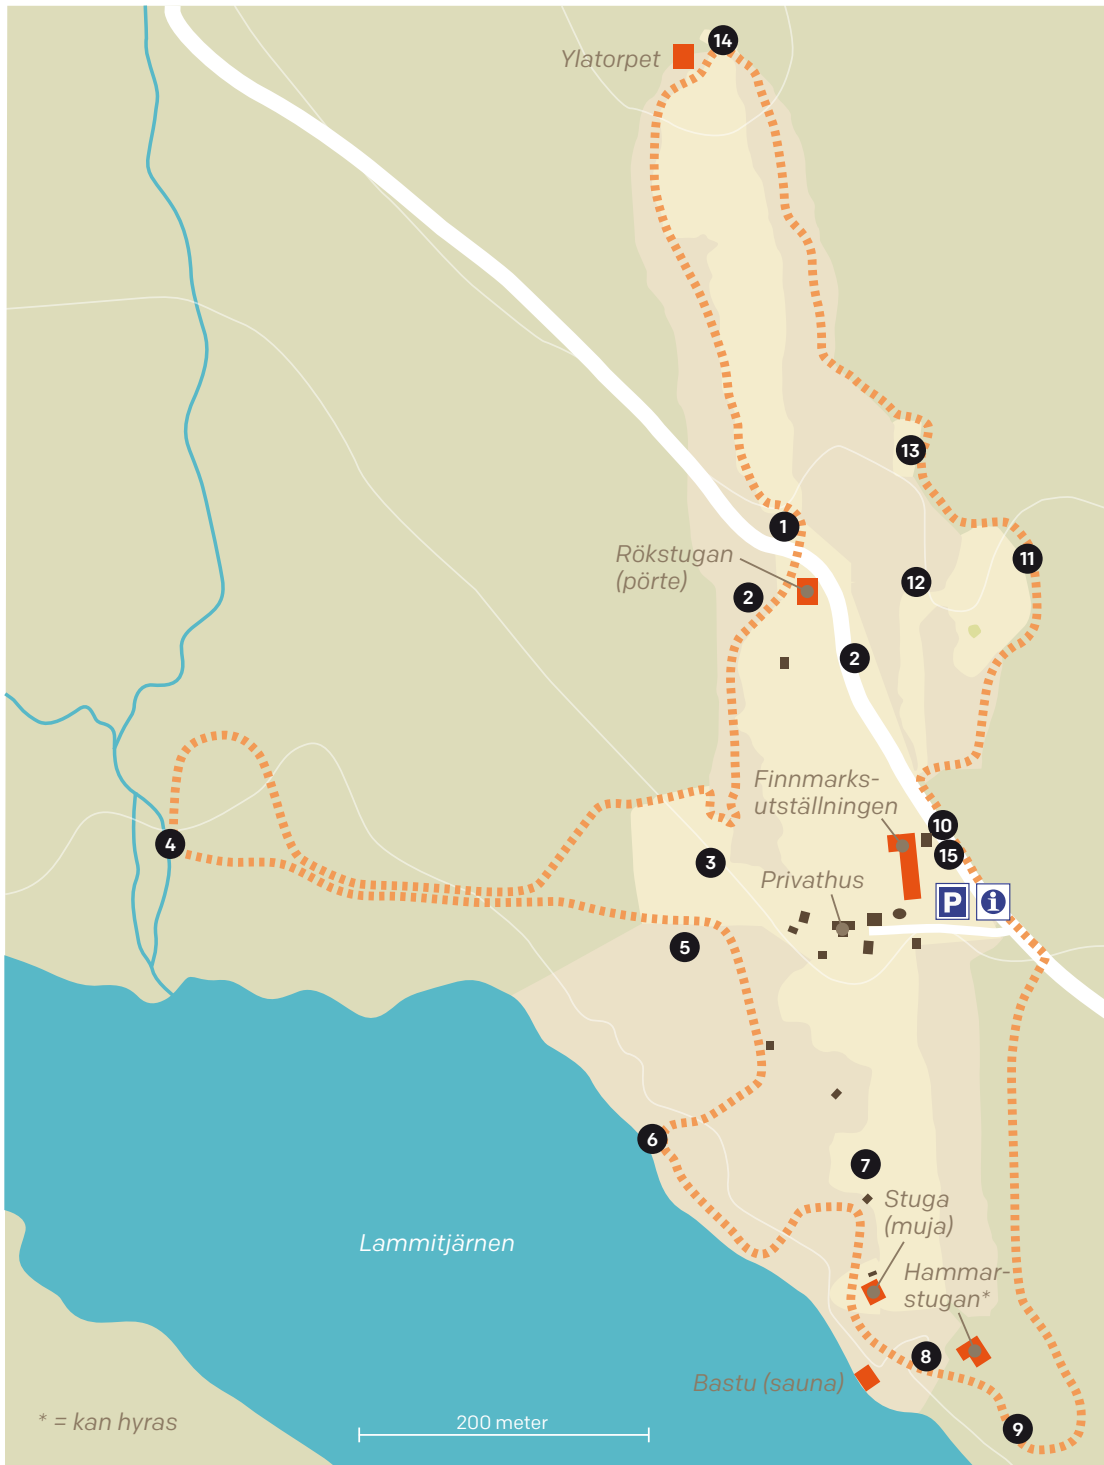 14
Ylatorpet
13
1
Rökstugan
(pörte)
11
12
2
2
Finnmarks-
utställningen
10
4
15
3
Privathus
P
i
5
6
7
Stuga
(muja)
Lammitjärnen
Hammar-
stugan*
8
Bastu (sauna)
* = kan hyras
200 meter
9